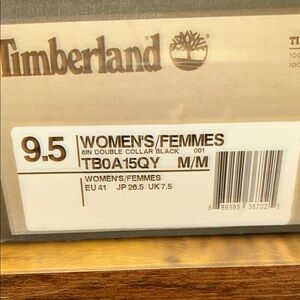 Timberland
9.5
WOMEN'S/FEMMES
6IN DOUBLE COLLAR BLACK 001
TB0A15QY M/M
WOMEN'S/FEMMES
EU 41 JP 26.5 UK 7.5